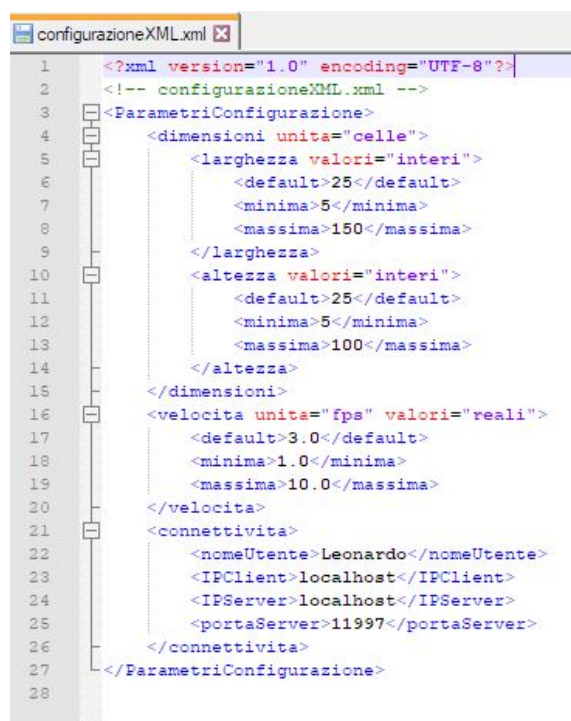 configurazioneXML.xml
1 <?xml version="1.0" encoding="UTF-8"?>
2 <!-- configurazioneXML.xml -->
3 <ParametriConfigurazione>
4     <dimensioni unita="celle">
5         <larghezza valori="interi">
6             <default>25</default>
7             <minima>5</minima>
8             <massima>150</massima>
9         </larghezza>
10         <altezza valori="interi">
11             <default>25</default>
12             <minima>5</minima>
13             <massima>100</massima>
14         </altezza>
15     </dimensioni>
16     <velocita unita="fps" valori="reali">
17         <default>3.0</default>
18         <minima>1.0</minima>
19         <massima>10.0</massima>
20     </velocita>
21     <connettivita>
22         <nomeUtente>Leonardo</nomeUtente>
23         <IPClient>localhost</IPClient>
24         <IPServer>localhost</IPServer>
25         <portaServer>11997</portaServer>
26     </connettivita>
27 </ParametriConfigurazione>
28